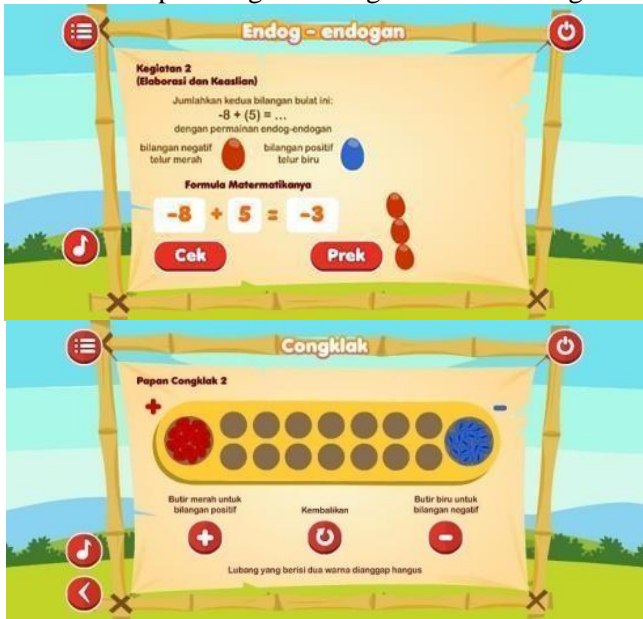 Endog - endogan
Kegiatan 2
(Elaborasi dan Keaslian)
Jumlahkan kedua bilangan bulat ini:
-8 + (5) = ...
dengan permainan endog-endogan
bilangan negatif
telur merah
bilangan positif
telur biru
Formula Matermatikanya
-8 + 5 = -3
Cek
Prek
Congklak
Papan Congklak 2
+
-
Butir merah untuk
bilangan positif
Kembalikan
Butir biru untuk
bilangan negatif
+
-
Lubang yang berisi dua warna dianggap hangus